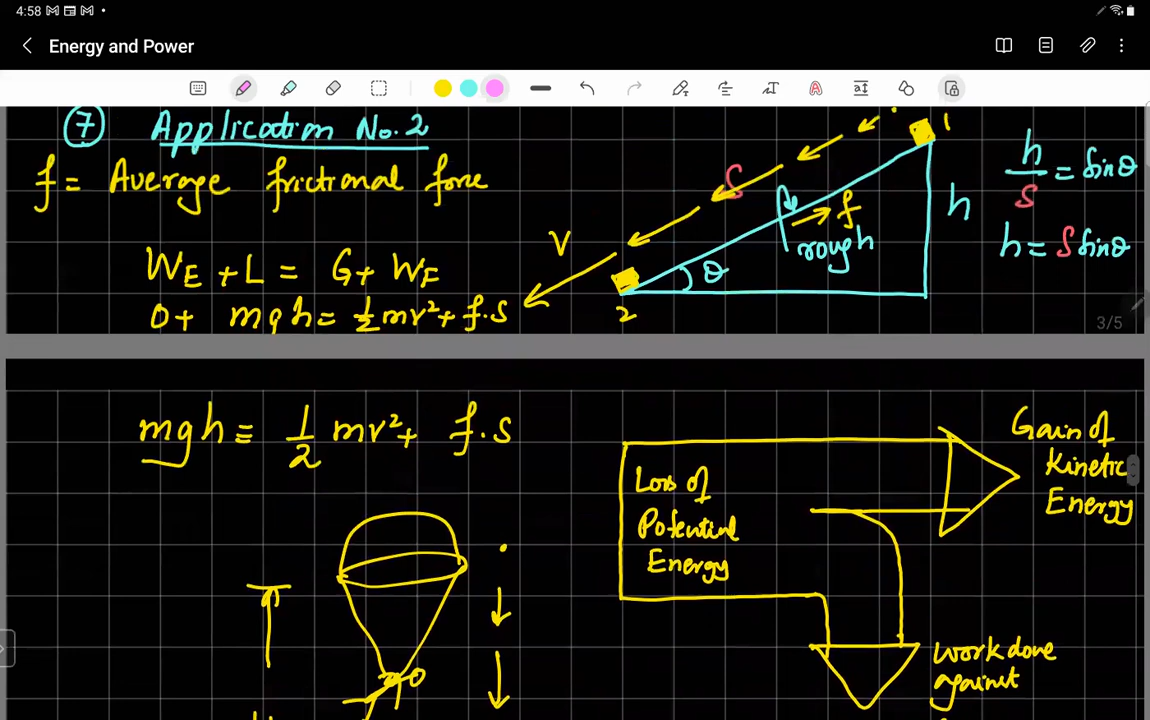 4:58
Energy and Power
⑦ Application No.2
f = Average frictional force
WE + L = G + WF
0 + mgh = ½mv² + f.s
1
S
h
f
rough
V
θ
2
h/S = sinθ
h = S sinθ
3/5
mgh = 1/2 mv² + f.s
Gain of
Kinetic
Energy
Loss of
Potential
Energy
work done
against